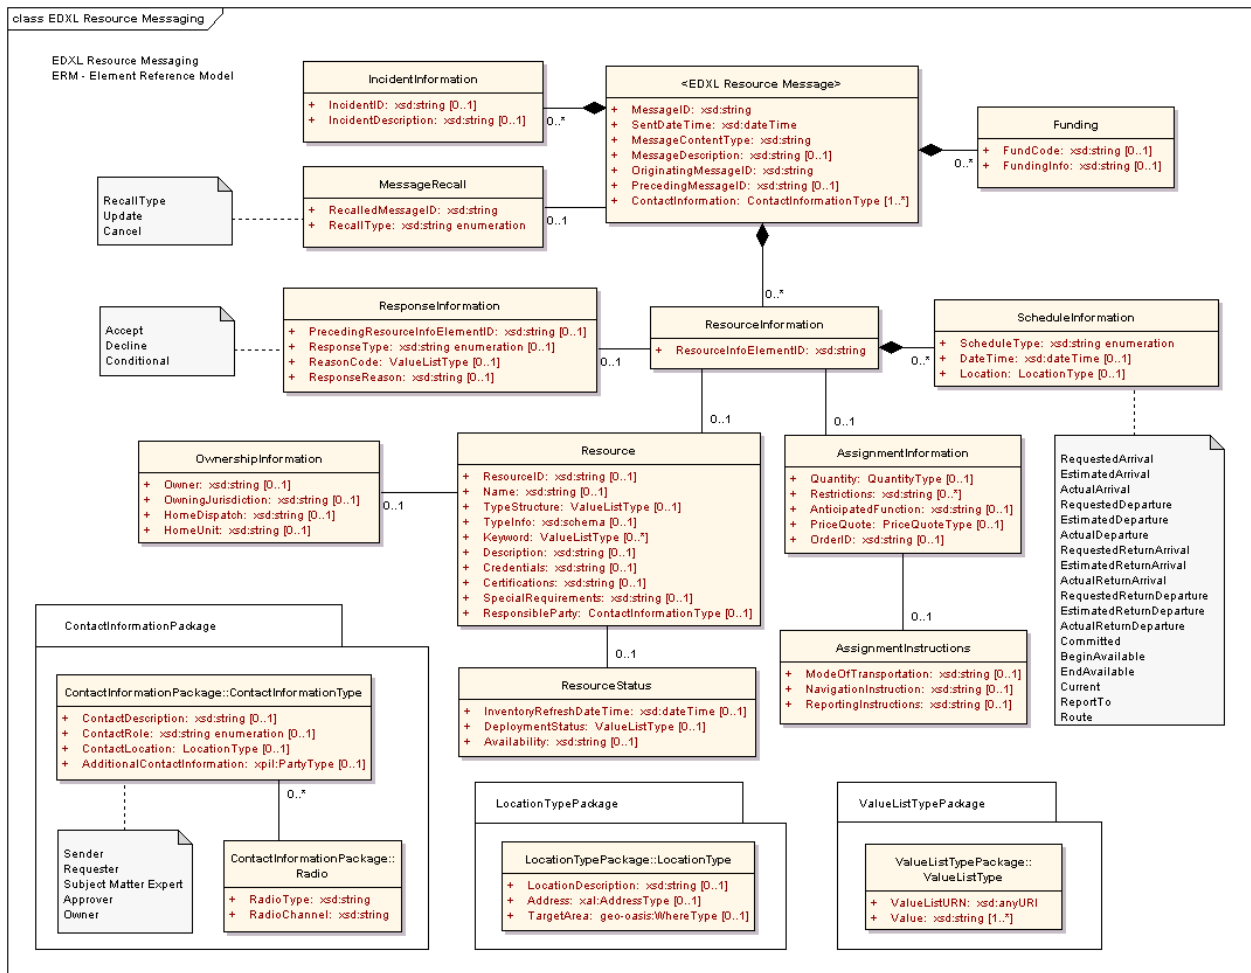 class EDXL Resource Messaging
EDXL Resource Messaging
ERM - Element Reference Model
IncidentInformation
+ IncidentID: xsd:string [0..1]
+ IncidentDescription: xsd:string [0..1]
0..*
<EDXL Resource Message>
+ MessageID: xsd:string
+ SentDateTime: xsd:dateTime
+ MessageContentType: xsd:string
+ MessageDescription: xsd:string [0..1]
+ OriginatingMessageID: xsd:string
+ PrecedingMessageID: xsd:string [0..1]
+ ContactInformation: ContactInformationType [1..*]
Funding
+ FundCode: xsd:string [0..1]
+ FundingInfo: xsd:string [0..1]
0..*
RecallType
Update
Cancel
MessageRecall
+ RecalledMessageID: xsd:string
+ RecallType: xsd:string enumeration
0..1
0..*
Accept
Decline
Conditional
ResponseInformation
+ PrecedingResourceInfoElementID: xsd:string [0..1]
+ ResponseType: xsd:string enumeration [0..1]
+ ReasonCode: ValueListType [0..1]
+ ResponseReason: xsd:string [0..1]
0..1
ResourceInformation
+ ResourceInfoElementID: xsd:string
0..*
ScheduleInformation
+ ScheduleType: xsd:string enumeration
+ DateTime: xsd:dateTime [0..1]
+ Location: LocationType [0..1]
0..1
0..1
OwnershipInformation
+ Owner: xsd:string [0..1]
+ OwningJurisdiction: xsd:string [0..1]
+ HomeDispatch: xsd:string [0..1]
+ HomeUnit: xsd:string [0..1]
0..1
Resource
+ ResourceID: xsd:string [0..1]
+ Name: xsd:string [0..1]
+ TypeStructure: ValueListType [0..1]
+ TypeInfo: xsd:schema [0..1]
+ Keyword: ValueListType [0..*]
+ Description: xsd:string [0..1]
+ Credentials: xsd:string [0..1]
+ Certifications: xsd:string [0..1]
+ SpecialRequirements: xsd:string [0..1]
+ ResponsibleParty: ContactInformationType [0..1]
0..1
AssignmentInformation
+ Quantity: QuantityType [0..1]
+ Restrictions: xsd:string [0..*]
+ AnticipatedFunction: xsd:string [0..1]
+ PriceQuote: PriceQuoteType [0..1]
+ OrderID: xsd:string [0..1]
0..1
RequestedArrival
EstimatedArrival
ActualArrival
RequestedDeparture
EstimatedDeparture
ActualDeparture
RequestedReturnArrival
EstimatedReturnArrival
ActualReturnArrival
RequestedReturnDeparture
EstimatedReturnDeparture
ActualReturnDeparture
Committed
BeginAvailable
EndAvailable
Current
ReportTo
Route
AssignmentInstructions
+ ModeOfTransportation: xsd:string [0..1]
+ NavigationInstruction: xsd:string [0..1]
+ ReportingInstructions: xsd:string [0..1]
ResourceStatus
+ InventoryRefreshDateTime: xsd:dateTime [0..1]
+ DeploymentStatus: ValueListType [0..1]
+ Availability: xsd:string [0..1]
ContactInformationPackage
ContactInformationPackage::ContactInformationType
+ ContactDescription: xsd:string [0..1]
+ ContactRole: xsd:string enumeration [0..1]
+ ContactLocation: LocationType [0..1]
+ AdditionalContactInformation: xpil:PartyType [0..1]
0..*
Sender
Requester
Subject Matter Expert
Approver
Owner
ContactInformationPackage::
Radio
+ RadioType: xsd:string
+ RadioChannel: xsd:string
LocationTypePackage
LocationTypePackage::LocationType
+ LocationDescription: xsd:string [0..1]
+ Address: xal:AddressType [0..1]
+ TargetArea: geo-oasis:WhereType [0..1]
ValueListTypePackage
ValueListTypePackage::
ValueListType
+ ValueListURN: xsd:anyURI
+ Value: xsd:string [1..*]